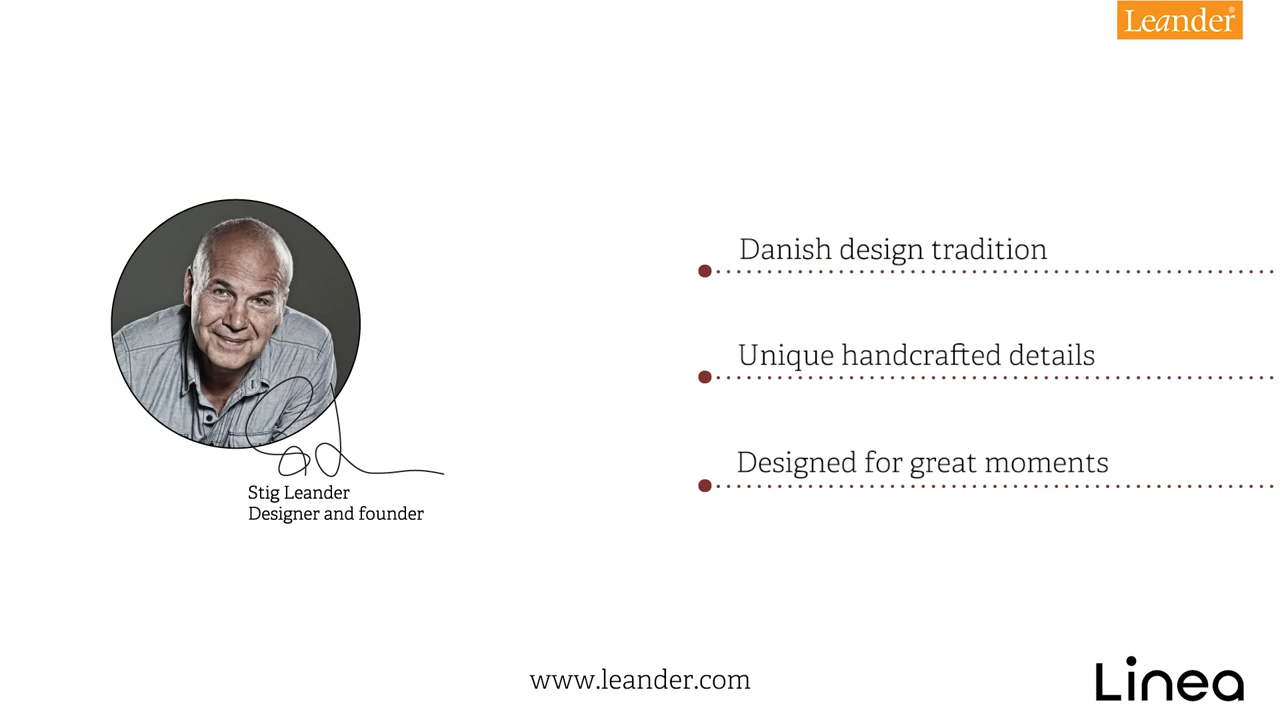 Leander®
Danish design tradition
Unique handcrafted details
Designed for great moments
Stig Leander
Designer and founder
www.leander.com
Linea